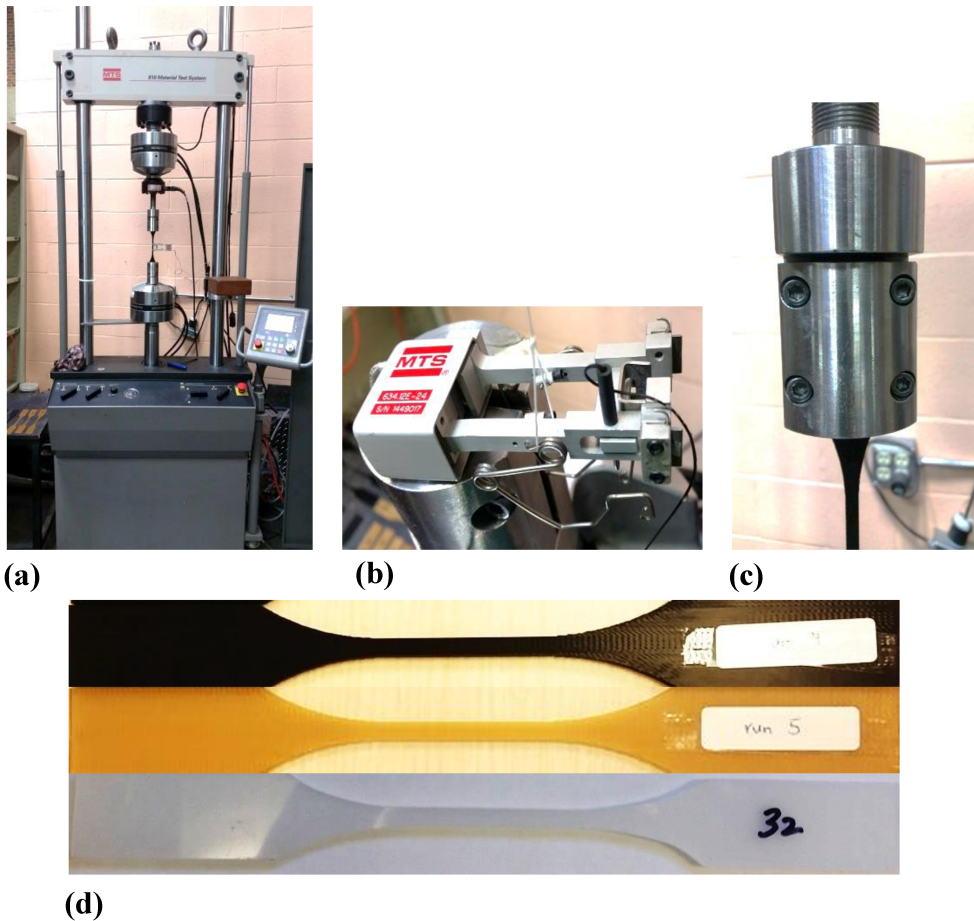 MTS
810 Material Test System
MTS
634.12E-24
S/N 1449017
(a)
(b)
(c)
run 5
32
(d)